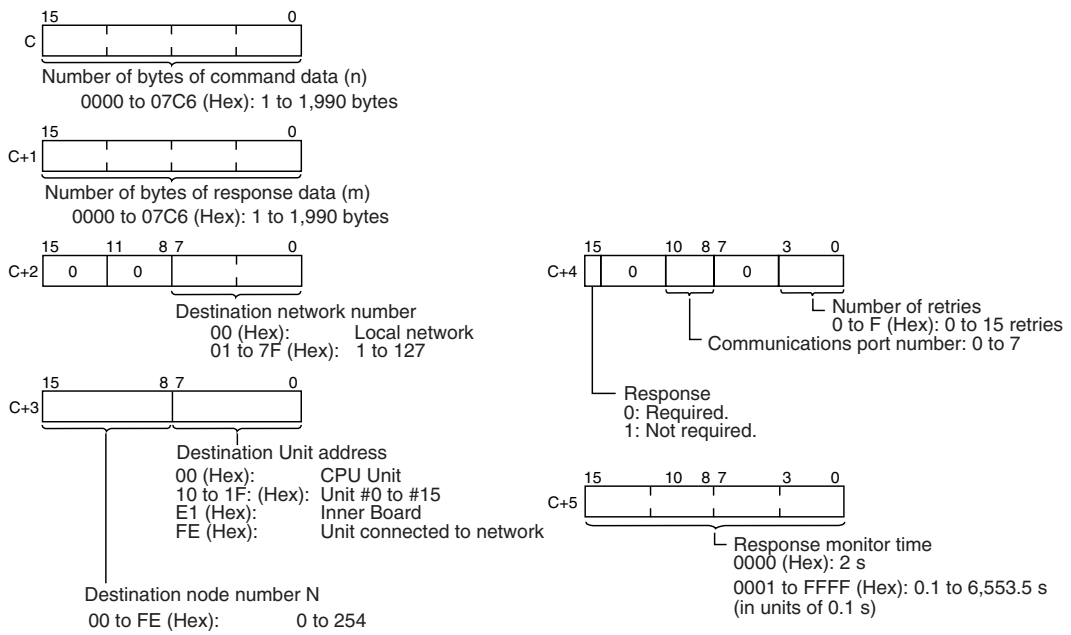 15 0
C
Number of bytes of command data (n)
0000 to 07C6 (Hex): 1 to 1,990 bytes
15 0
C+1
Number of bytes of response data (m)
0000 to 07C6 (Hex): 1 to 1,990 bytes
15 11 8 7 0
C+2 0 0
Destination network number
00 (Hex): Local network
01 to 7F (Hex): 1 to 127
15 8 7 0
C+3
Destination Unit address
00 (Hex): CPU Unit
10 to 1F: (Hex): Unit #0 to #15
E1 (Hex): Inner Board
FE (Hex): Unit connected to network
Destination node number N
00 to FE (Hex): 0 to 254
15 10 8 7 3 0
C+4 0 0
Number of retries
0 to F (Hex): 0 to 15 retries
Communications port number: 0 to 7
Response
0: Required.
1: Not required.
15 10 8 7 3 0
C+5
Response monitor time
0000 (Hex): 2 s
0001 to FFFF (Hex): 0.1 to 6,553.5 s
(in units of 0.1 s)